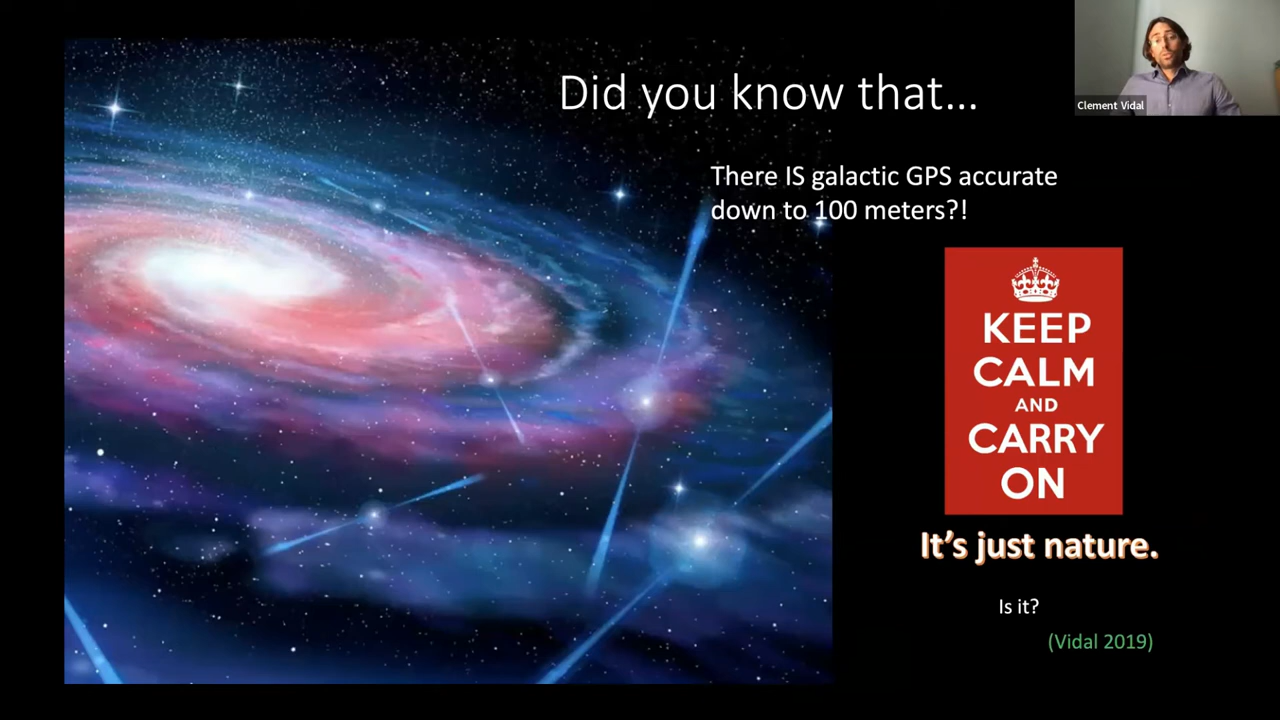 Did you know that...
Clement Vidal
There IS galactic GPS accurate
down to 100 meters?!
KEEP
CALM
AND
CARRY
ON
It's just nature.
Is it?
(Vidal 2019)